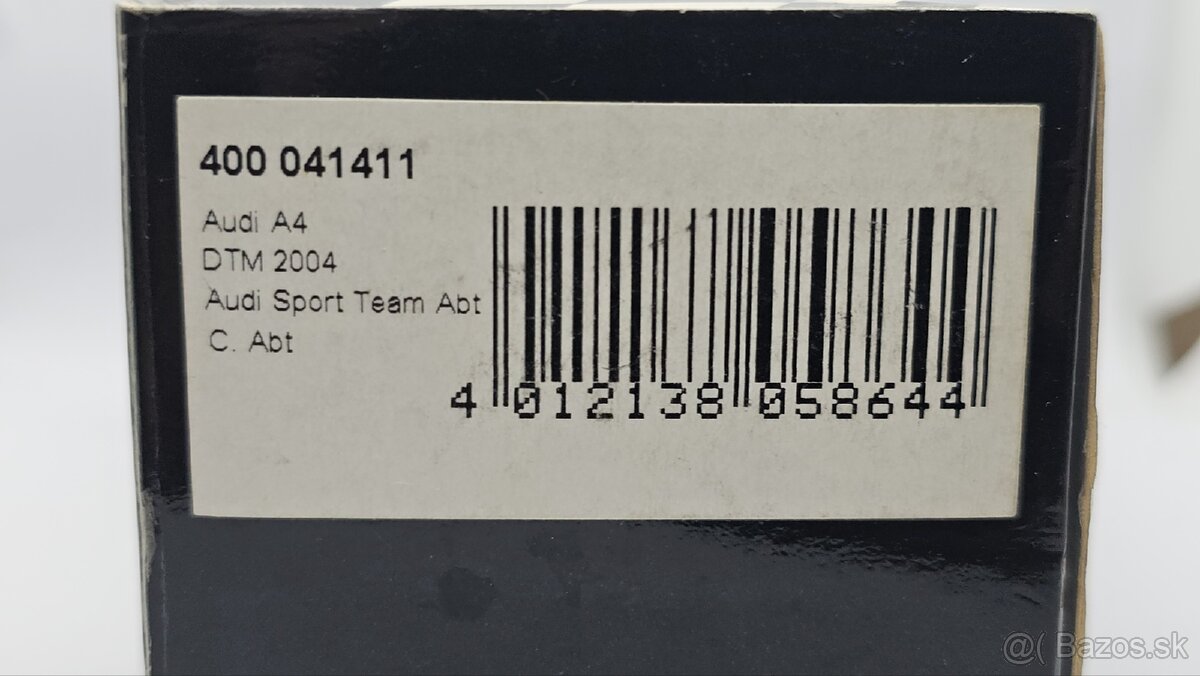 400 041411
Audi A4
DTM 2004
Audi Sport Team Abt
C. Abt
4 012138 058644
@( Bazos.sk